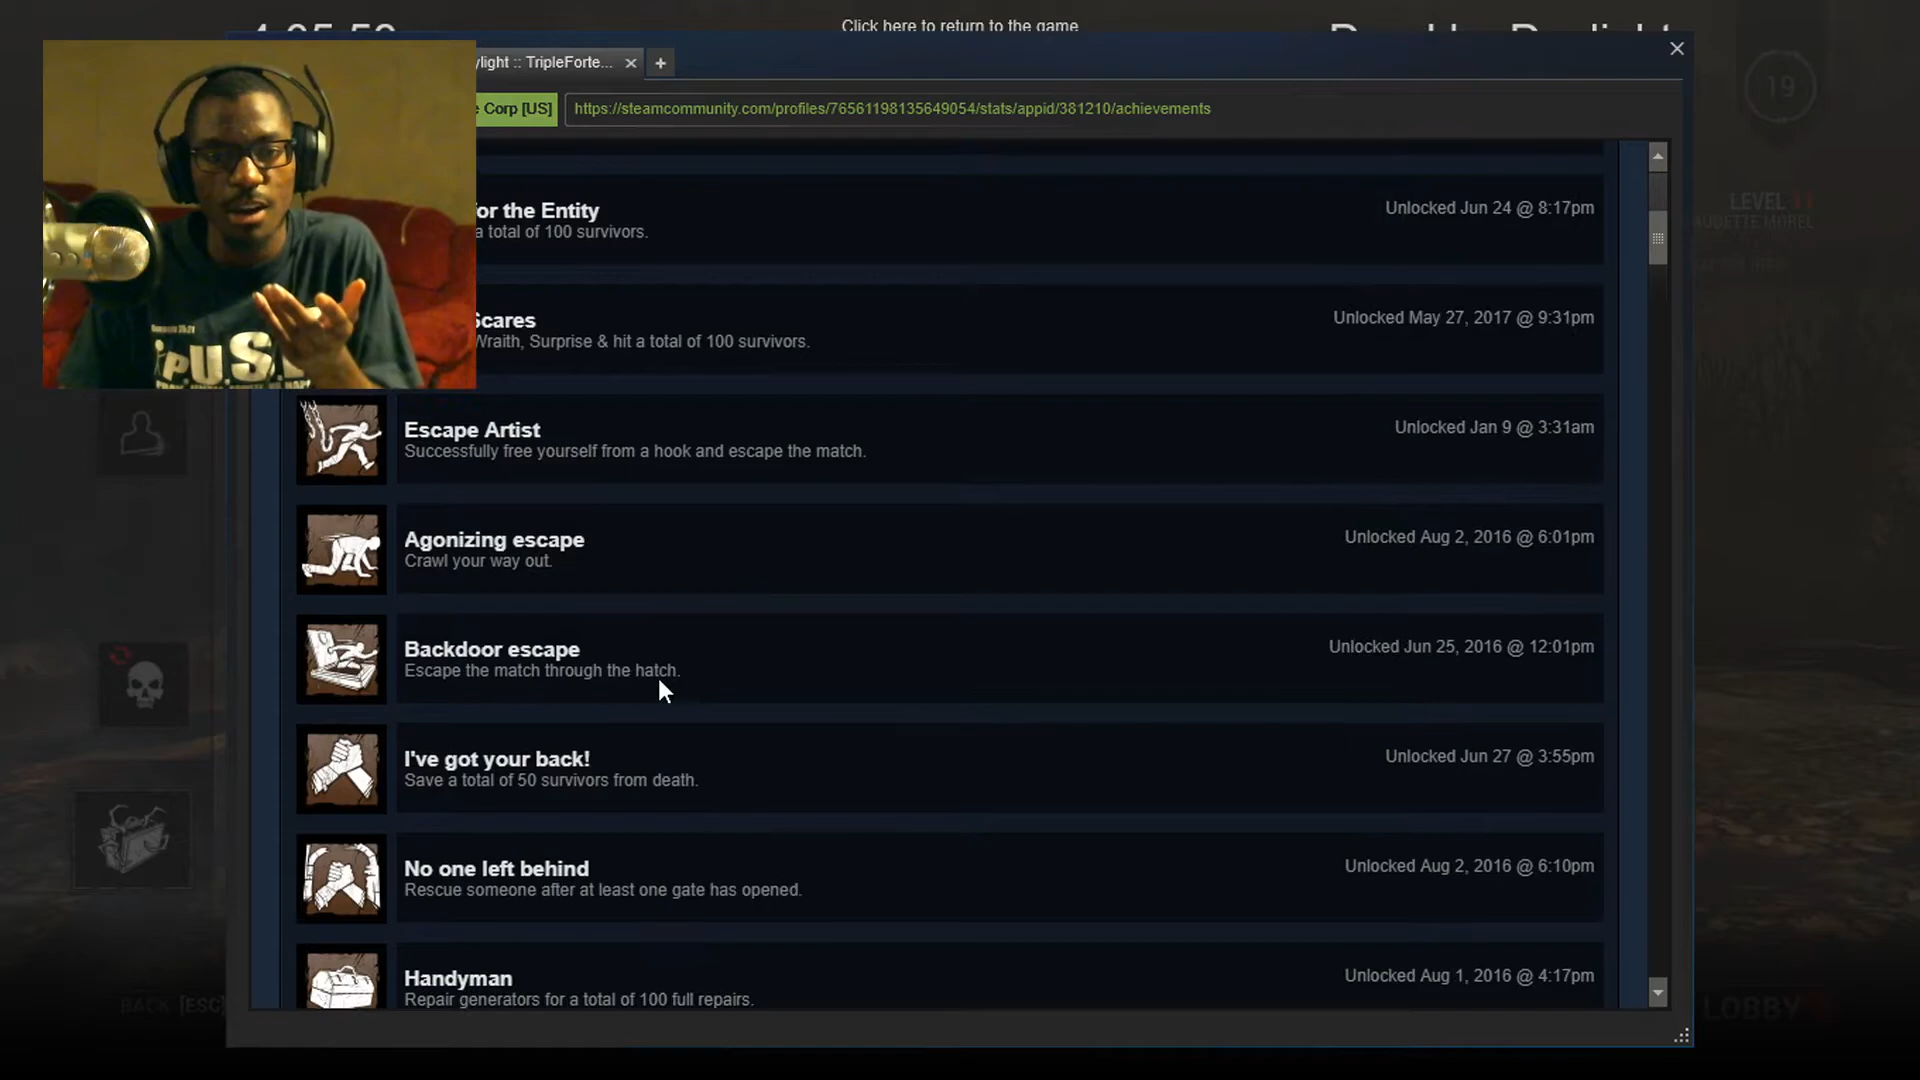 Click here to return to the game
ylight :: TripleForte...
19
e Corp [US]
https://steamcommunity.com/profiles/76561198135649054/stats/appid/381210/achievements
or the Entity
a total of 100 survivors.
Unlocked Jun 24 @ 8:17pm
LEVEL 11
AUDETTE MOREL
Scares
Wraith, Surprise & hit a total of 100 survivors.
Unlocked May 27, 2017 @ 9:31pm
P.U.S.
Escape Artist
Successfully free yourself from a hook and escape the match.
Unlocked Jan 9 @ 3:31am
Agonizing escape
Crawl your way out.
Unlocked Aug 2, 2016 @ 6:01pm
Backdoor escape
Escape the match through the hatch.
Unlocked Jun 25, 2016 @ 12:01pm
I've got your back!
Save a total of 50 survivors from death.
Unlocked Jun 27 @ 3:55pm
No one left behind
Rescue someone after at least one gate has opened.
Unlocked Aug 2, 2016 @ 6:10pm
Handyman
Repair generators for a total of 100 full repairs.
Unlocked Aug 1, 2016 @ 4:17pm
BACK [ESC]
LOBBY